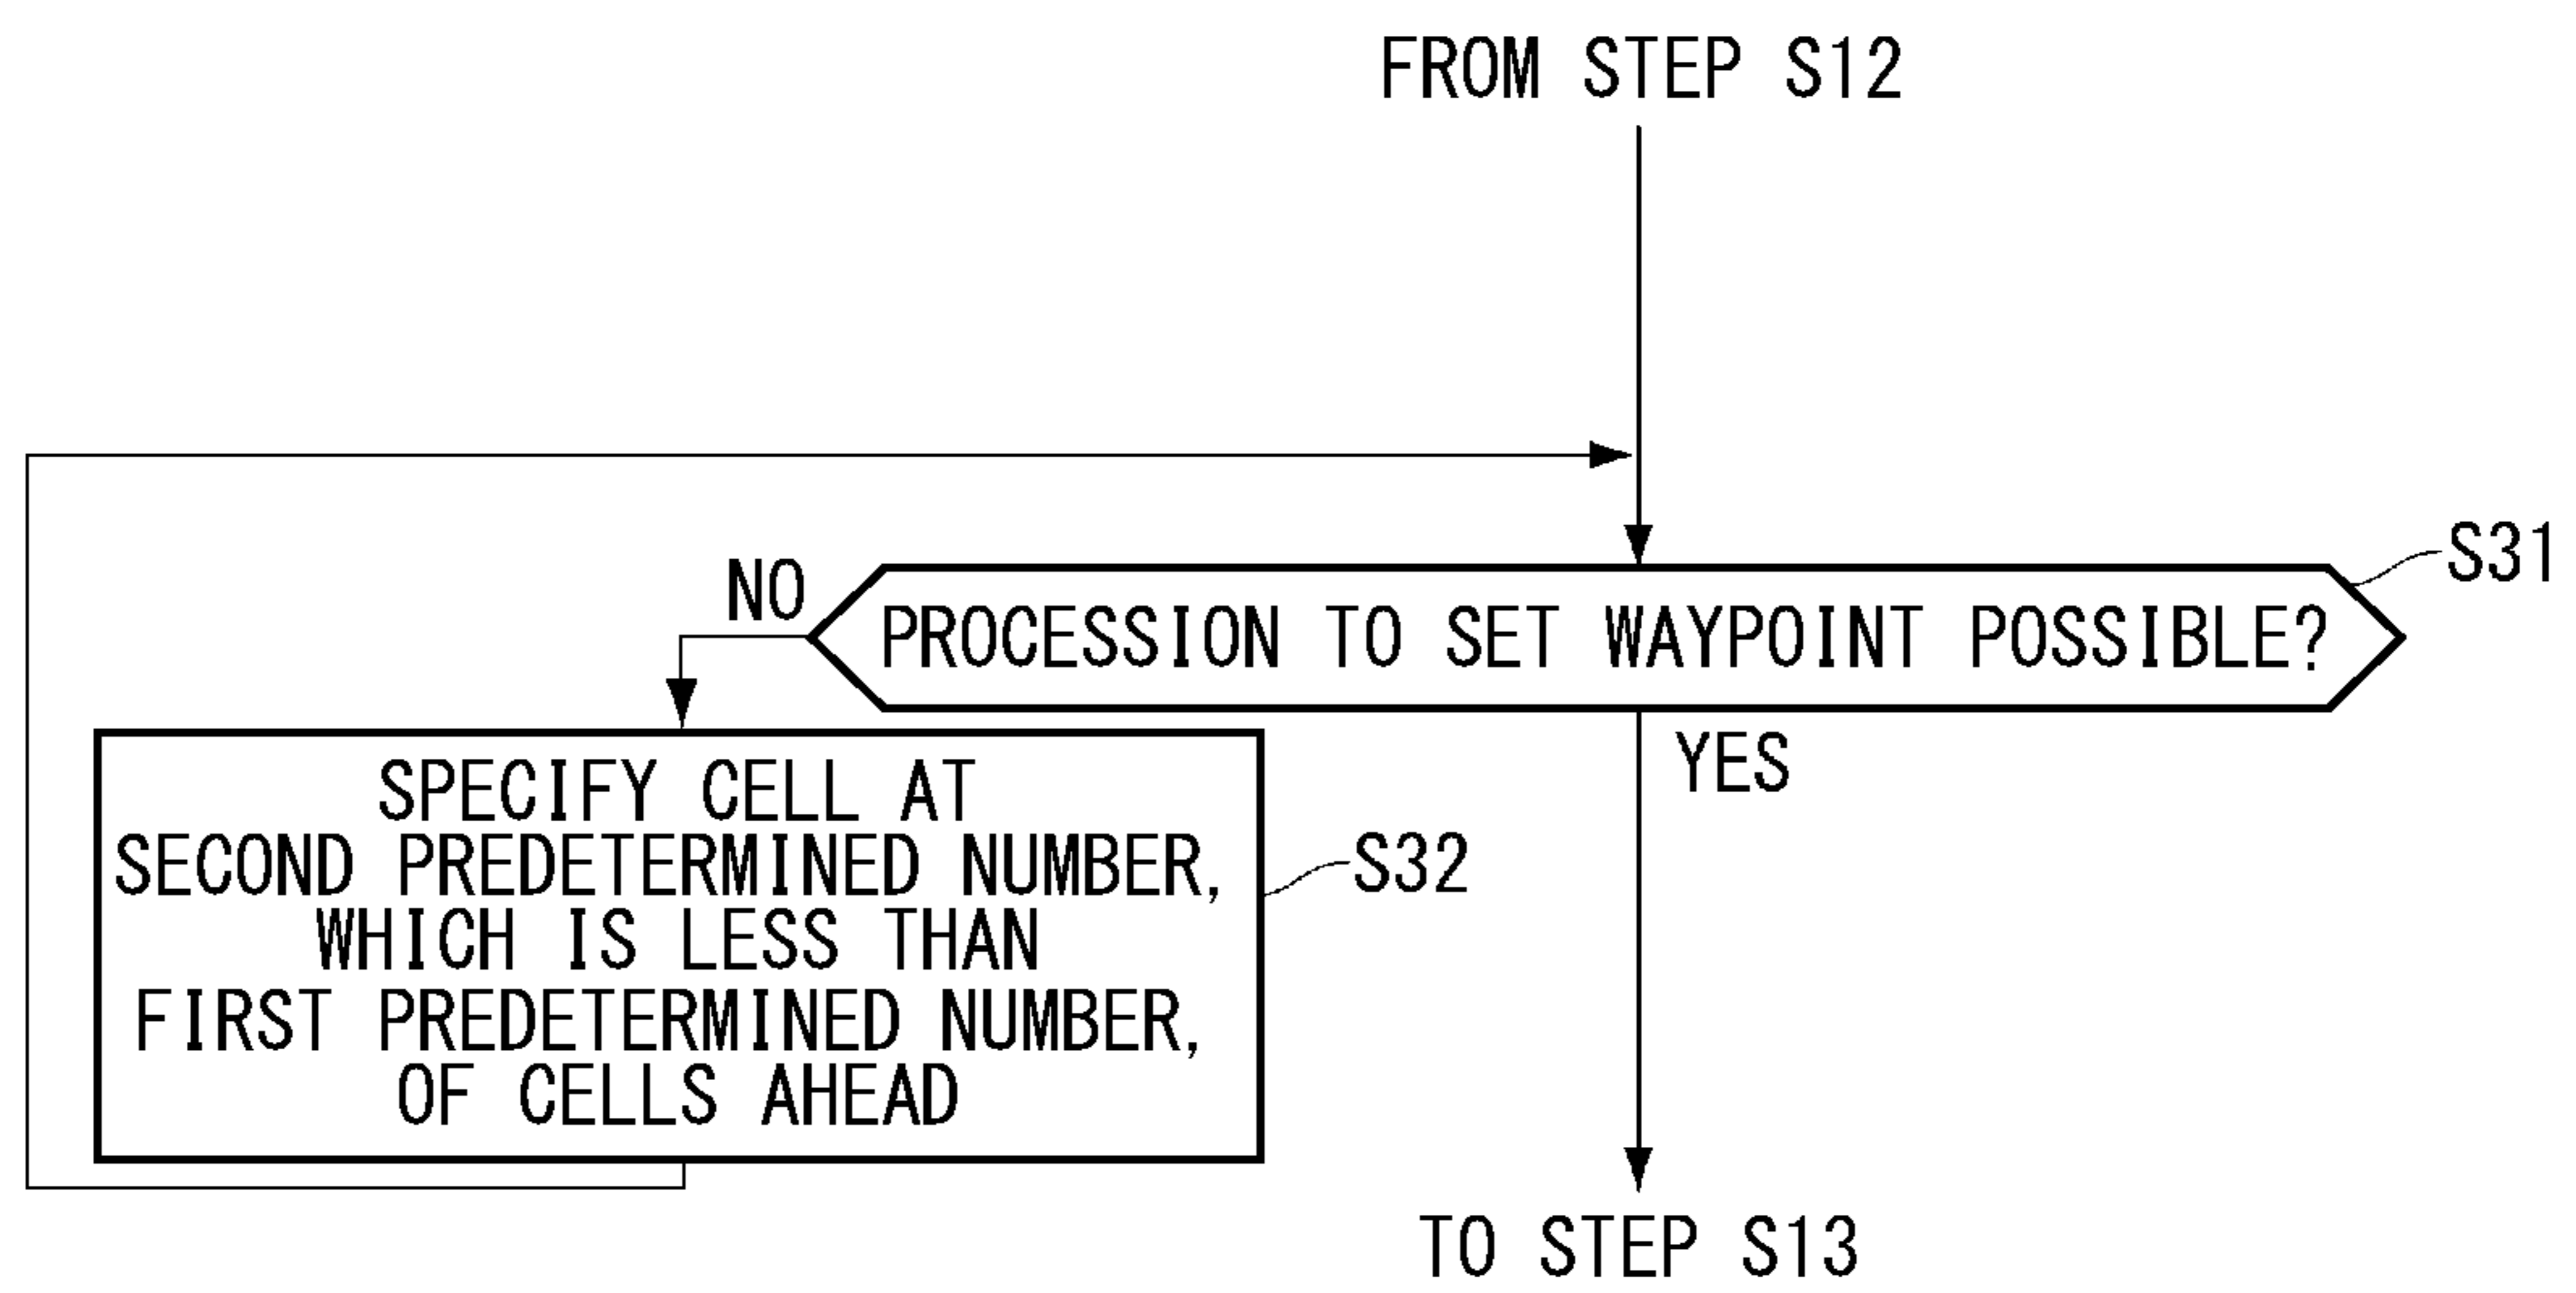 FROM STEP S12
S31
NO
PROCESSION TO SET WAYPOINT POSSIBLE?
YES
SPECIFY CELL AT
SECOND PREDETERMINED NUMBER,
WHICH IS LESS THAN
FIRST PREDETERMINED NUMBER,
OF CELLS AHEAD
S32
TO STEP S13